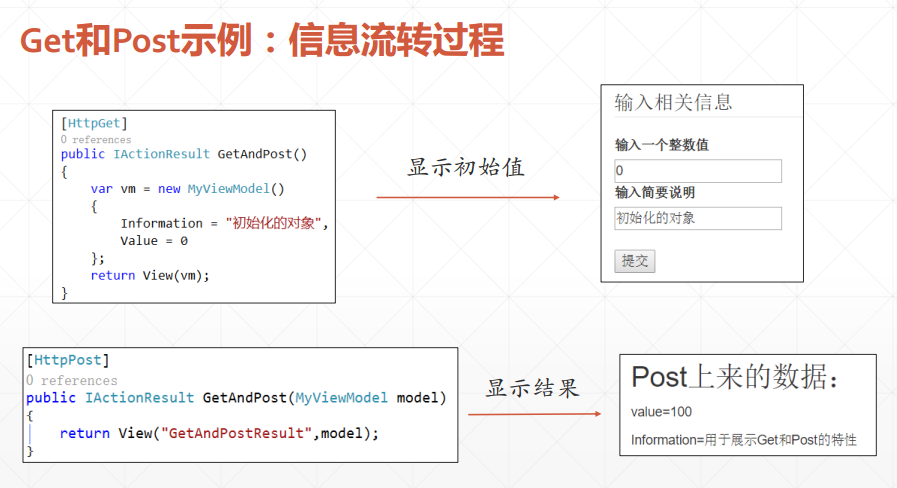 Get和Post示例：信息流转过程
[HttpGet]
0 references
public IActionResult GetAndPost()
{
var vm = new MyViewModel()
{
Information = "初始化的对象",
Value = 0
};
return View(vm);
}
显示初始值
输入相关信息
输入一个整数值
0
输入简要说明
初始化的对象
提交
[HttpPost]
0 references
public IActionResult GetAndPost(MyViewModel model)
{
return View("GetAndPostResult",model);
}
显示结果
Post上来的数据：
value=100
Information=用于展示Get和Post的特性